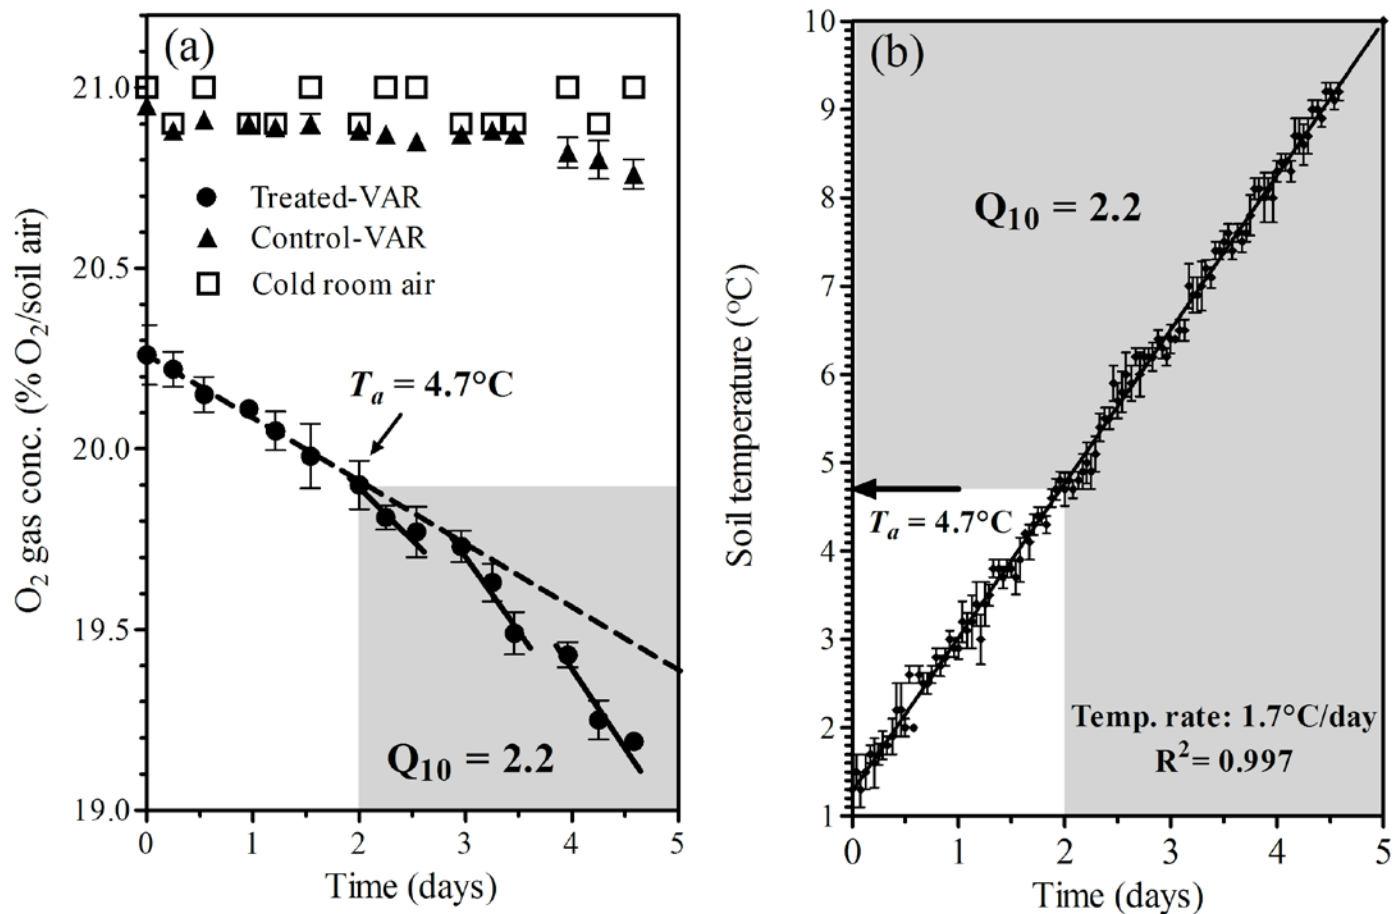 (a)
O₂ gas conc. (% O₂/soil air)
21.0
20.5
20.0
19.5
19.0
Treated-VAR
Control-VAR
Cold room air
Tₐ = 4.7°C
Q₁₀ = 2.2
0 1 2 3 4 5
Time (days)
(b)
Soil temperature (°C)
10
9
8
7
6
5
4
3
2
1
Q₁₀ = 2.2
Tₐ = 4.7°C
Temp. rate: 1.7°C/day
R² = 0.997
0 1 2 3 4 5
Time (days)